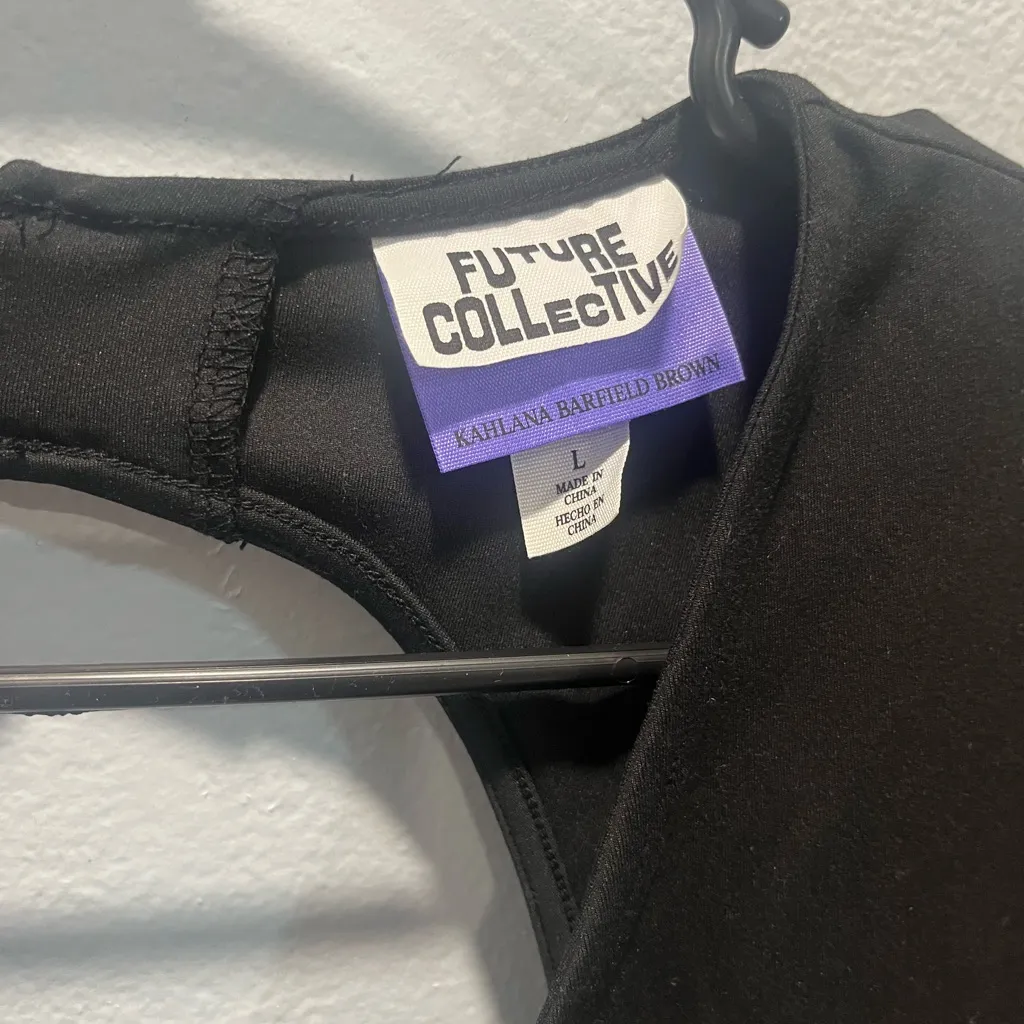 FUTURE
COLLECTIVE
KAHLANA BARFIELD BROWN
L
MADE IN
CHINA
HECHO EN
CHINA